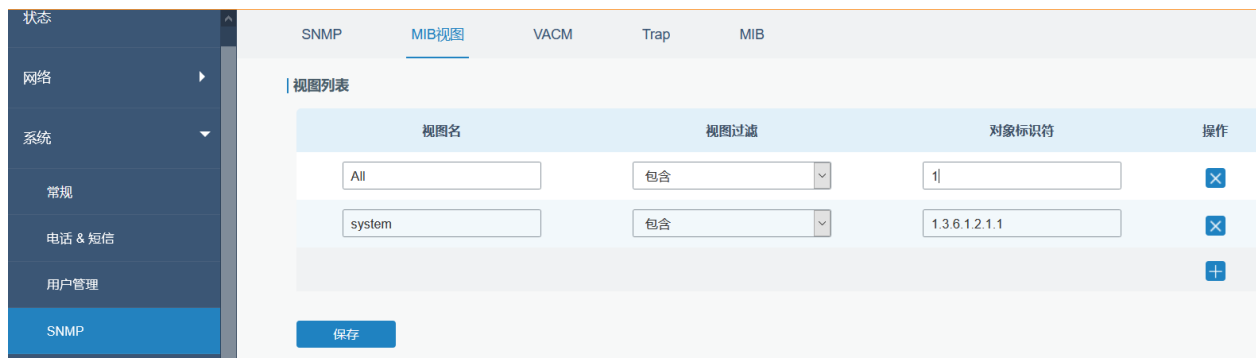 状态
网络
系统
常规
电话 & 短信
用户管理
SNMP
SNMP MIB视图 VACM Trap MIB
视图列表
视图名 视图过滤 对象标识符 操作
All 包含 1
system 包含 1.3.6.1.2.1.1
保存